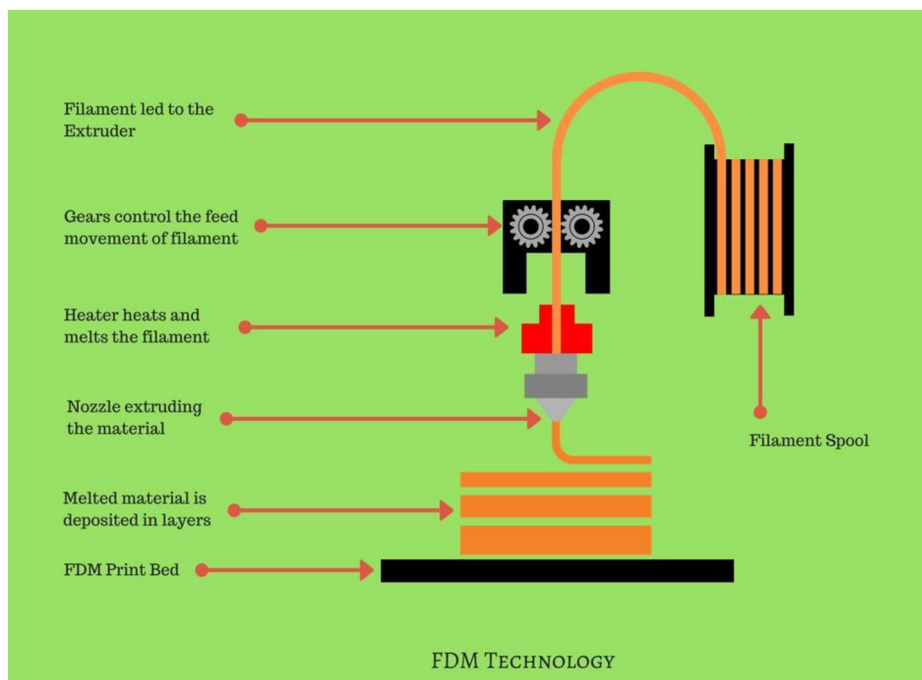 Filament led to the
Extruder
Gears control the feed
movement of filament
Heater heats and
melts the filament
Nozzle extruding
the material
Filament Spool
Melted material is
deposited in layers
FDM Print Bed
FDM Technology